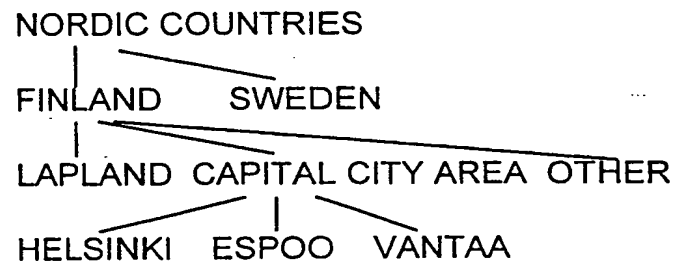 NORDIC COUNTRIES
FINLAND SWEDEN ...
LAPLAND CAPITAL CITY AREA OTHER
HELSINKI ESPOO VANTAA